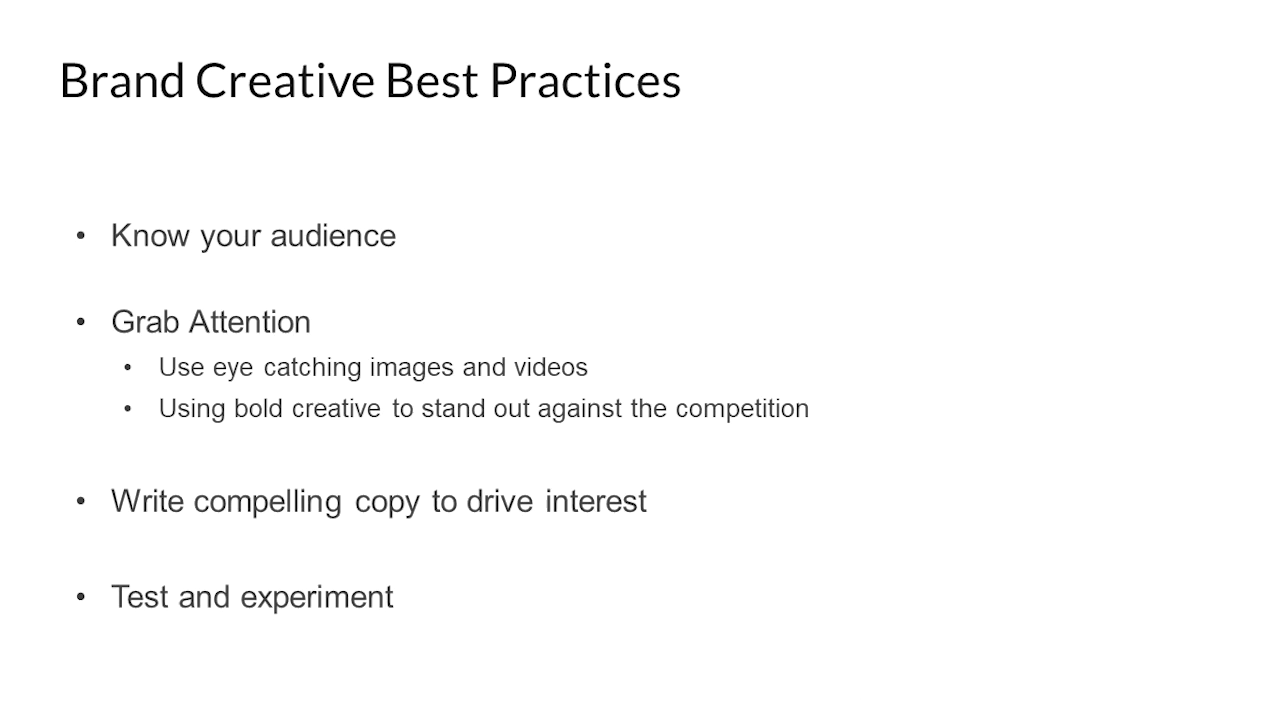 Brand Creative Best Practices
• Know your audience
• Grab Attention
• Use eye catching images and videos
• Using bold creative to stand out against the competition
• Write compelling copy to drive interest
• Test and experiment